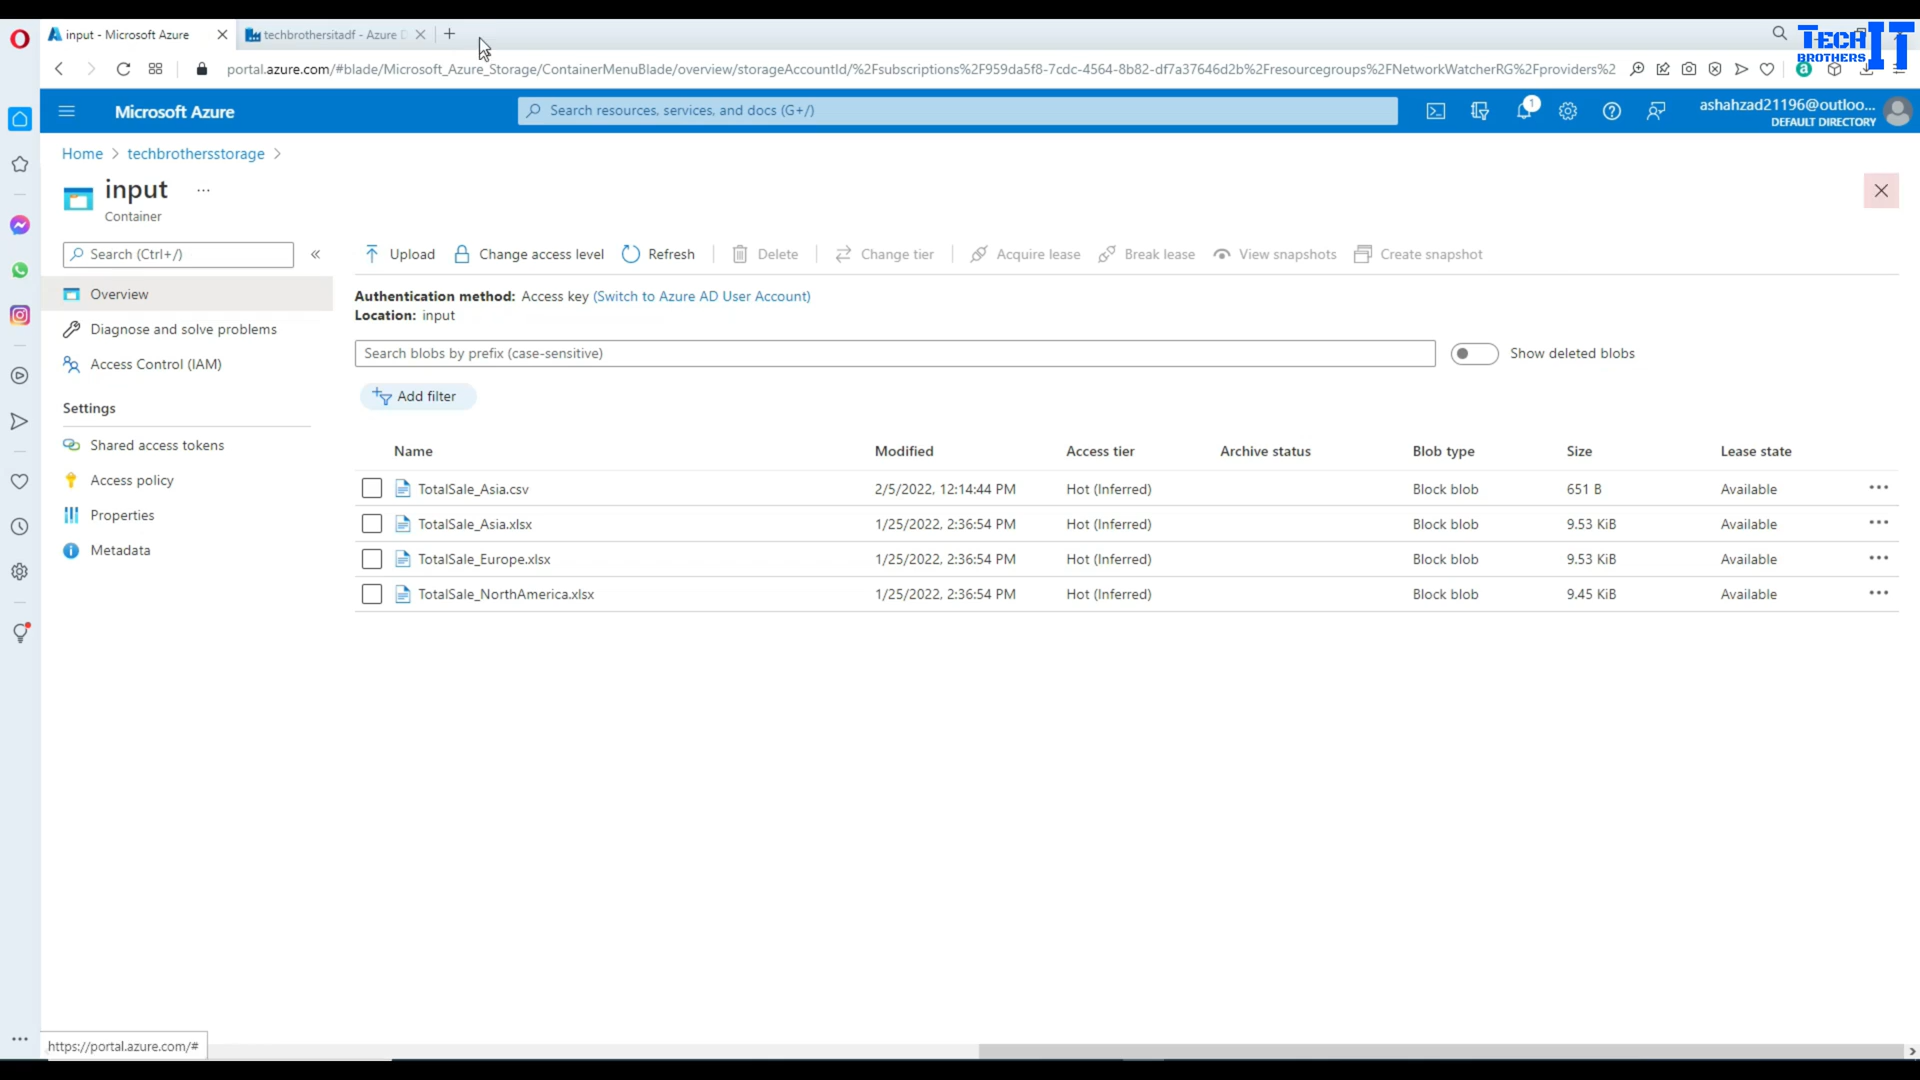 input - Microsoft Azure
techbrothersitadf - Azure D
TECH IT
BROTHERS
portal.azure.com/#blade/Microsoft_Azure_Storage/ContainerMenuBlade/overview/storageAccountId/%2Fsubscriptions%2F959da5f8-7cdc-4564-8b82-df7a37646d2b%2Fresourcegroups%2FNetworkWatcherRG%2Fproviders%2
Microsoft Azure
Search resources, services, and docs (G+/)
1
ashahzad21196@outloo...
DEFAULT DIRECTORY
Home > techbrothersstorage >
input ...
Container
Search (Ctrl+/)
«
Upload Change access level Refresh Delete Change tier Acquire lease Break lease View snapshots Create snapshot
Overview
Diagnose and solve problems
Access Control (IAM)
Settings
Shared access tokens
Access policy
Properties
Metadata
Authentication method: Access key (Switch to Azure AD User Account)
Location: input
Search blobs by prefix (case-sensitive)
Show deleted blobs
Add filter
Name Modified Access tier Archive status Blob type Size Lease state
TotalSale_Asia.csv 2/5/2022, 12:14:44 PM Hot (Inferred) Block blob 651 B Available ...
TotalSale_Asia.xlsx 1/25/2022, 2:36:54 PM Hot (Inferred) Block blob 9.53 KiB Available ...
TotalSale_Europe.xlsx 1/25/2022, 2:36:54 PM Hot (Inferred) Block blob 9.53 KiB Available ...
TotalSale_NorthAmerica.xlsx 1/25/2022, 2:36:54 PM Hot (Inferred) Block blob 9.45 KiB Available ...
https://portal.azure.com/#